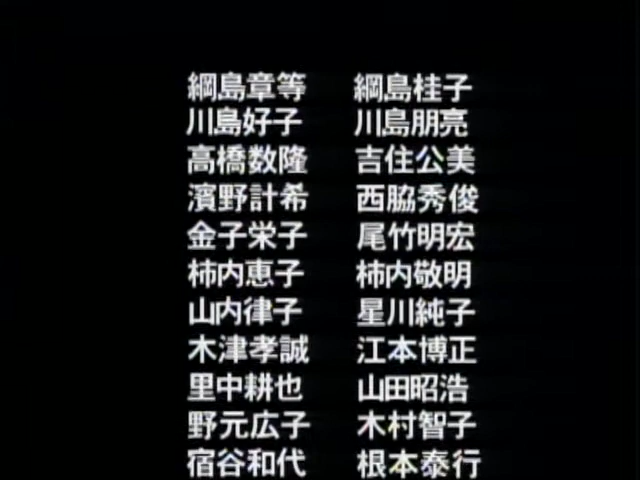 綱島章等 綱島桂子
川島好子 川島朋亮
高橋数隆 吉住公美
濱野計希 西脇秀俊
金子栄子 尾竹明宏
柿内恵子 柿内敬明
山内律子 星川純子
木津孝誠 江本博正
里中耕也 山田昭浩
野元広子 木村智子
宿谷和代 根本泰行